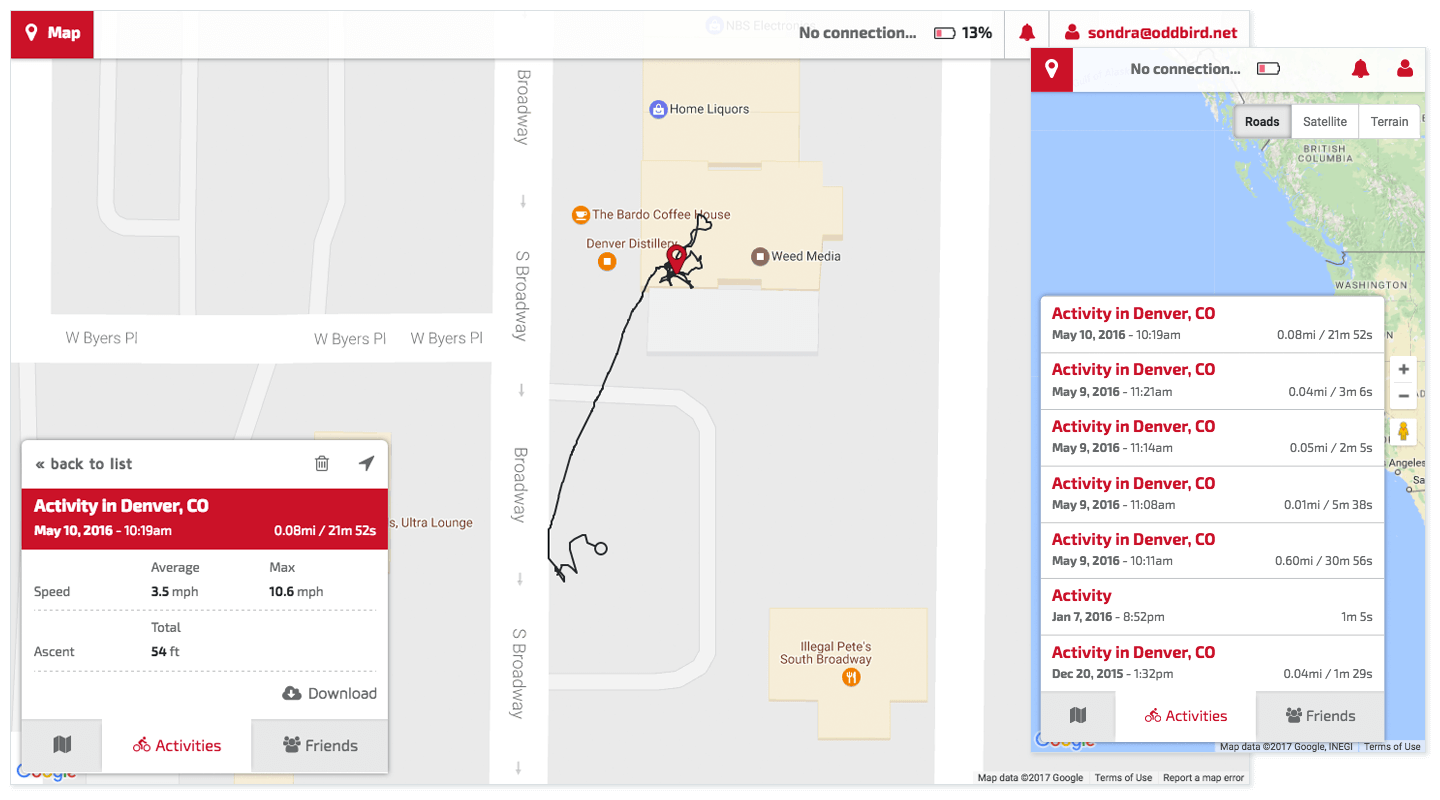 Map
NBS Electronics
No connection...
13%
sondra@oddbird.net
Broadway
Home Liquors
The Bardo Coffee House
Denver Distillery
Weed Media
S Broadway
W Byers Pl
W Byers Pl
W Byers Pl
Broadway
s, Ultra Lounge
S Broadway
Illegal Pete's
South Broadway
« back to list
Activity in Denver, CO
May 10, 2016 - 10:19am 0.08mi / 21m 52s
Average Max
Speed 3.5 mph 10.6 mph
Total
Ascent 54 ft
Download
Activities
Friends
Google
Map data ©2017 Google Terms of Use Report a map error
No connection...
Roads Satellite Terrain
BRITISH
COLUMBIA
WASHINGTON
Activity in Denver, CO
May 10, 2016 - 10:19am 0.08mi / 21m 52s
Activity in Denver, CO
May 9, 2016 - 11:21am 0.04mi / 3m 6s
Activity in Denver, CO
May 9, 2016 - 11:14am 0.05mi / 2m 5s
Activity in Denver, CO
May 9, 2016 - 11:08am 0.01mi / 5m 38s
Activity in Denver, CO
May 9, 2016 - 10:11am 0.60mi / 30m 56s
Activity
Jan 7, 2016 - 8:52pm 1m 5s
Activity in Denver, CO
Dec 20, 2015 - 1:32pm 0.04mi / 1m 29s
+
−
Angeles
Sa
Activities
Friends
Google
Map data ©2017 Google, INEGI Terms of Use